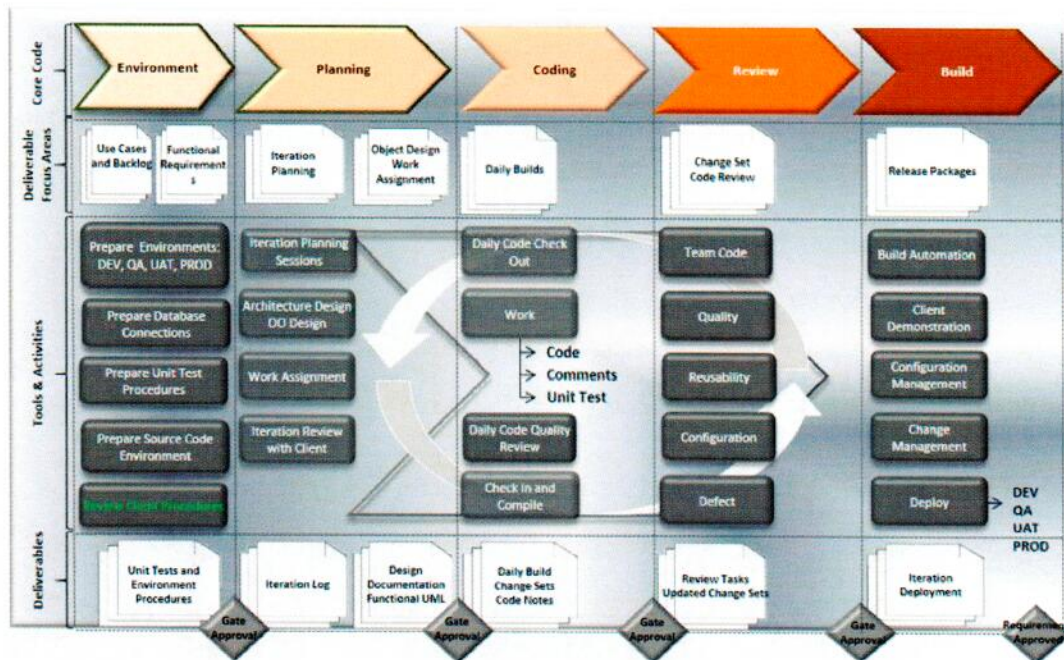 Core Code
Environment
Planning
Coding
Review
Build
Deliverable
Focus Areas
Use Cases
and Backlog
Functional
Requirement
s
Iteration
Planning
Object Design
Work
Assignment
Daily Builds
Change Set
Code Review
Release Packages
Tools & Activities
Prepare Environments:
DEV, QA, UAT, PROD
Prepare Database
Connections
Prepare Unit Test
Procedures
Prepare Source Code
Environment
Review Client Procedures
Iteration Planning
Sessions
Architecture Design
OO Design
Work Assignment
Iteration Review
with Client
Daily Code Check
Out
Work
Code
Comments
Unit Test
Daily Code Quality
Review
Check In and
Compile
Team Code
Quality
Reusability
Configuration
Defect
Build Automation
Client
Demonstration
Configuration
Management
Change
Management
Deploy
DEV
QA
UAT
PROD
Deliverables
Unit Tests and
Environment
Procedures
Iteration Log
Design
Documentation
Functional UML
Daily Build
Change Sets
Code Notes
Review Tasks
Updated Change Sets
Iteration
Deployment
Gate
Approval
Gate
Approval
Gate
Approval
Gate
Approval
Requirement
Approved